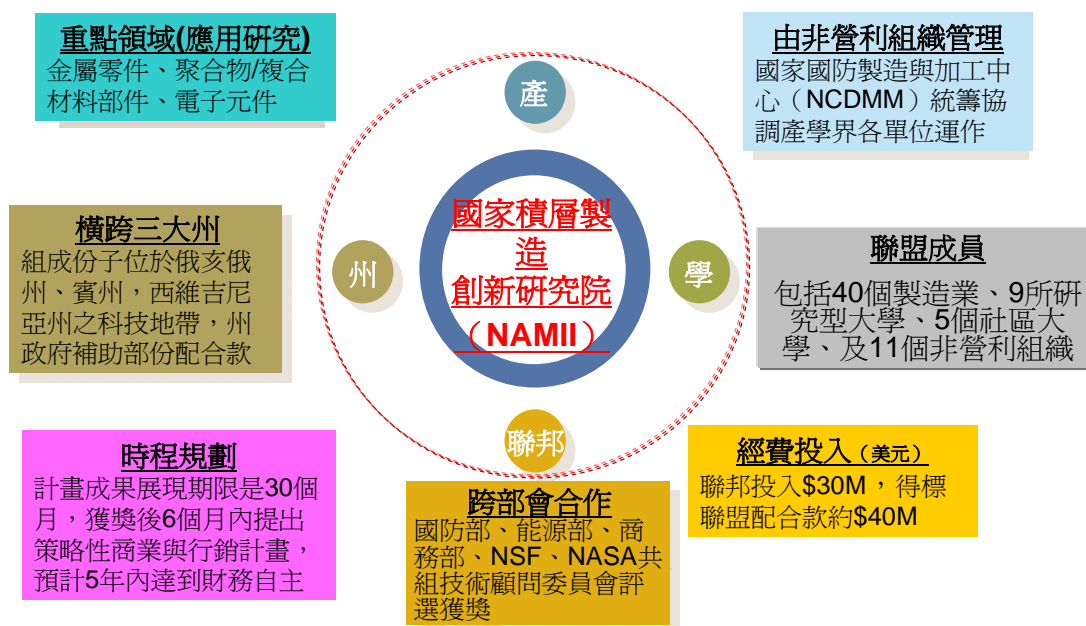 重點領域(應用研究)
金屬零件、聚合物/複合
材料部件、電子元件
由非營利組織管理
國家國防製造與加工中
心（NCDMM）統籌協
調產學界各單位運作
產
國家積層製
造
創新研究院
（NAMII）
州
學
聯邦
橫跨三大州
組成份子位於俄亥俄
州、賓州，西維吉尼
亞州之科技地帶，州
政府補助部份配合款
聯盟成員
包括40個製造業、9所研
究型大學、5個社區大
學、及11個非營利組織
時程規劃
計畫成果展現期限是30個
月，獲獎後6個月內提出
策略性商業與行銷計畫，
預計5年內達到財務自主
跨部會合作
國防部、能源部、商
務部、NSF、NASA共
組技術顧問委員會評
選獲獎
經費投入（美元）
聯邦投入$30M，得標
聯盟配合款約$40M